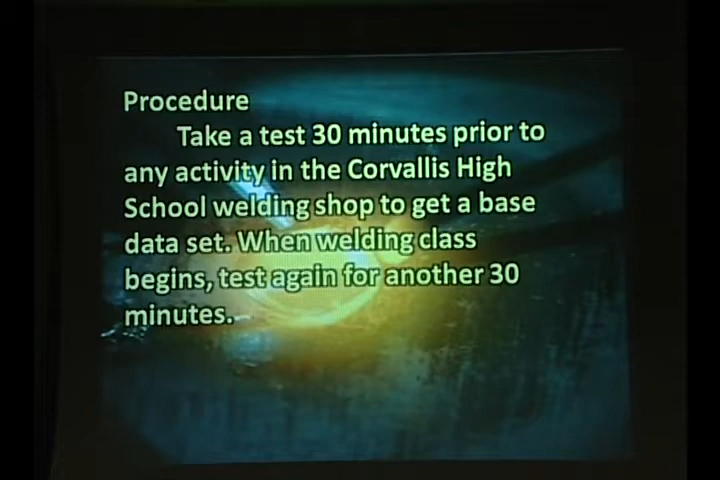 Procedure
Take a test 30 minutes prior to
any activity in the Corvallis High
School welding shop to get a base
data set. When welding class
begins, test again for another 30
minutes.